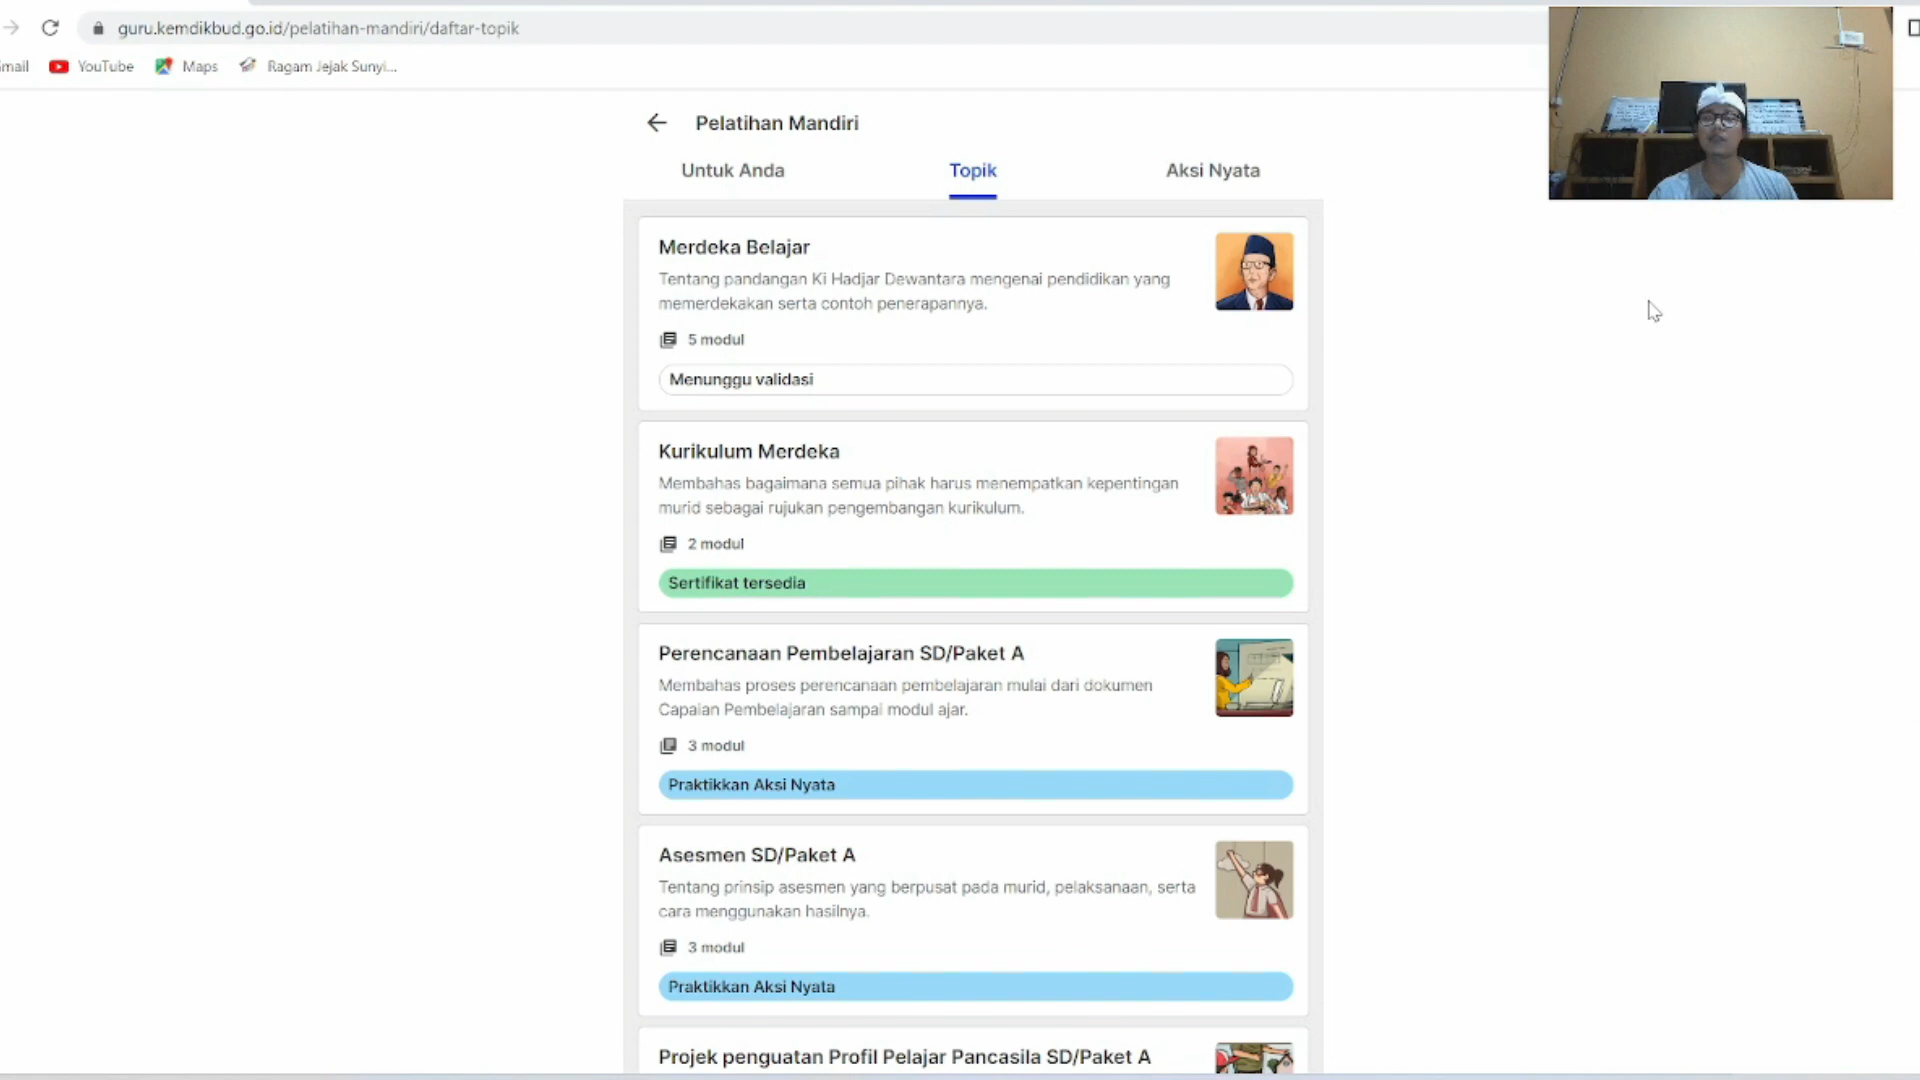 guru.kemdikbud.go.id/pelatihan-mandiri/daftar-topik
mail YouTube Maps Ragam Jejak Sunyi...
Pelatihan Mandiri
Untuk Anda Topik Aksi Nyata
Merdeka Belajar
Tentang pandangan Ki Hadjar Dewantara mengenai pendidikan yang
memerdekakan serta contoh penerapannya.
5 modul
Menunggu validasi
Kurikulum Merdeka
Membahas bagaimana semua pihak harus menempatkan kepentingan
murid sebagai rujukan pengembangan kurikulum.
2 modul
Sertifikat tersedia
Perencanaan Pembelajaran SD/Paket A
Membahas proses perencanaan pembelajaran mulai dari dokumen
Capaian Pembelajaran sampai modul ajar.
3 modul
Praktikkan Aksi Nyata
Asesmen SD/Paket A
Tentang prinsip asesmen yang berpusat pada murid, pelaksanaan, serta
cara menggunakan hasilnya.
3 modul
Praktikkan Aksi Nyata
Projek penguatan Profil Pelajar Pancasila SD/Paket A